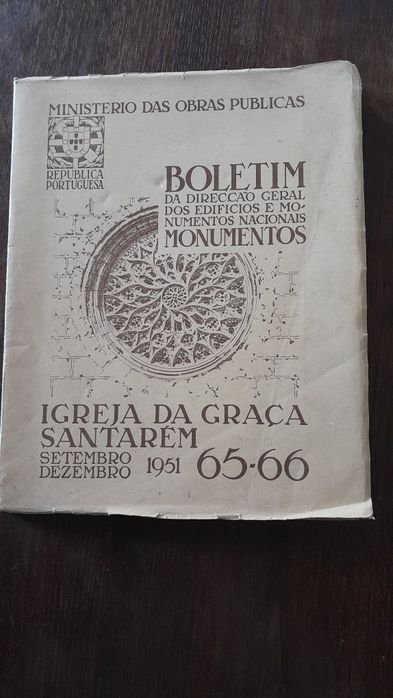 MINISTERIO DAS OBRAS PUBLICAS
REPUBLICA
PORTUGUESA
BOLETIM
DA DIRECCÃO GERAL
DOS EDIFICIOS E MO-
NUMENTOS NACIONAIS
MONUMENTOS
IGREJA DA GRAÇA
SANTARÉM
SETEMBRO
DEZEMBRO 1951 65-66